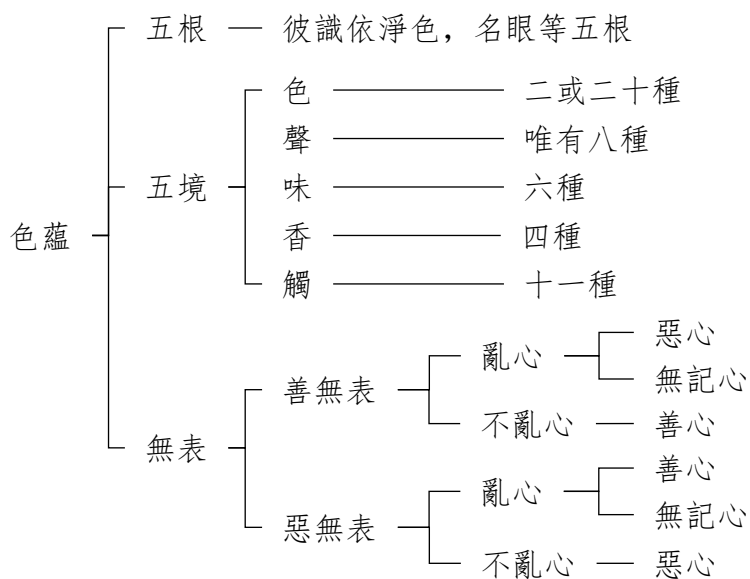 五根 彼識依淨色，名眼等五根
色 二或二十種
聲 唯有八種
五境 味 六種
色蘊 香 四種
觸 十一種
惡心
亂心
善無表 無記心
不亂心 善心
無表
善心
亂心
惡無表 無記心
不亂心 惡心